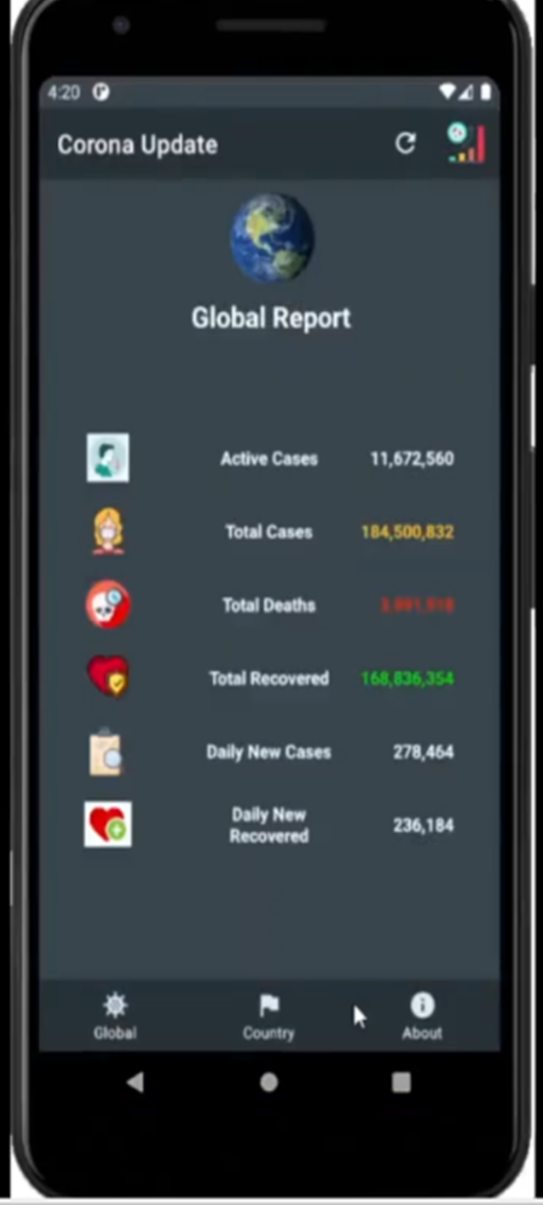 4:20
Corona Update
Global Report
Active Cases 11,672,560
Total Cases 184,500,832
Total Deaths
Total Recovered 168,836,354
Daily New Cases 278,464
Daily New
Recovered
236,184
Global Country About